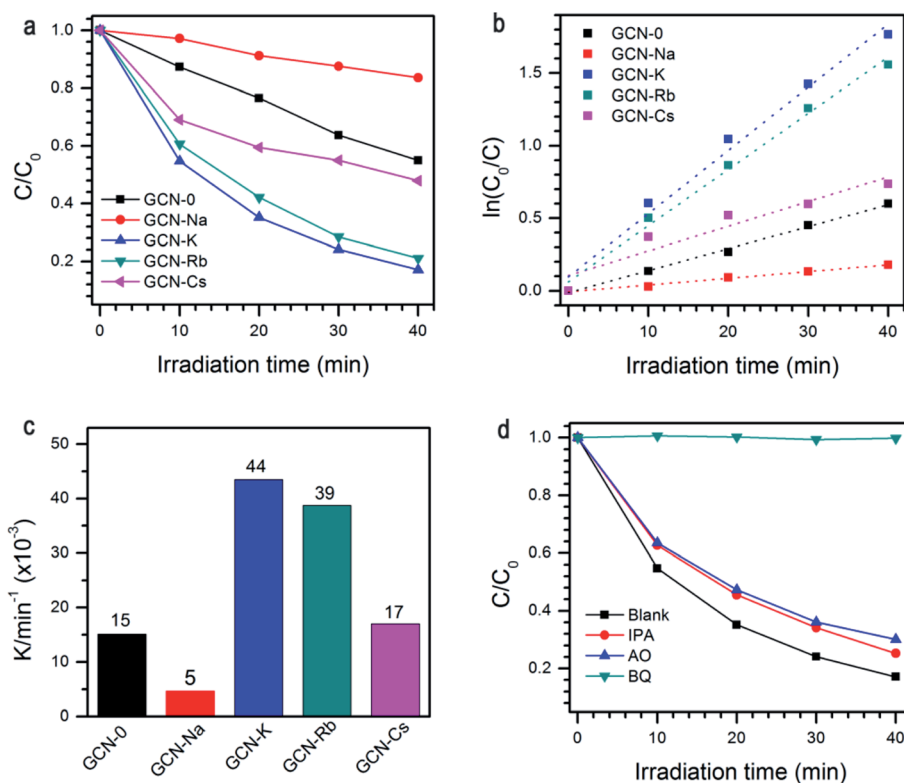 a
1.0
0.8
0.6
0.4
0.2
C/C0
GCN-0
GCN-Na
GCN-K
GCN-Rb
GCN-Cs
0 10 20 30 40
Irradiation time (min)
b
1.5
1.0
0.5
0.0
ln(C0/C)
GCN-0
GCN-Na
GCN-K
GCN-Rb
GCN-Cs
0 10 20 30 40
Irradiation time (min)
c
50
40
30
20
10
0
K/min-1 (x10-3)
15
5
44
39
17
GCN-0
GCN-Na
GCN-K
GCN-Rb
GCN-Cs
d
1.0
0.8
0.6
0.4
0.2
C/C0
Blank
IPA
AO
BQ
0 10 20 30 40
Irradiation time (min)